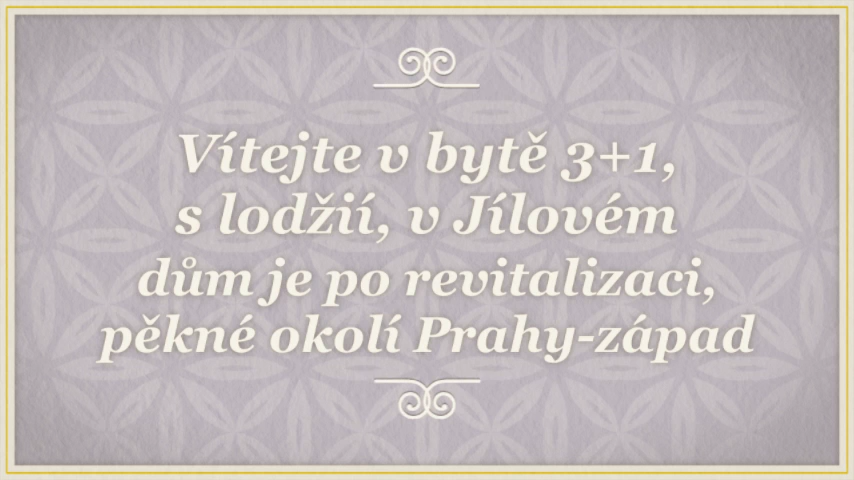 Vítejte v bytě 3+1,
s lodžií, v Jílovém
dům je po revitalizaci,
pěkné okolí Prahy-západ